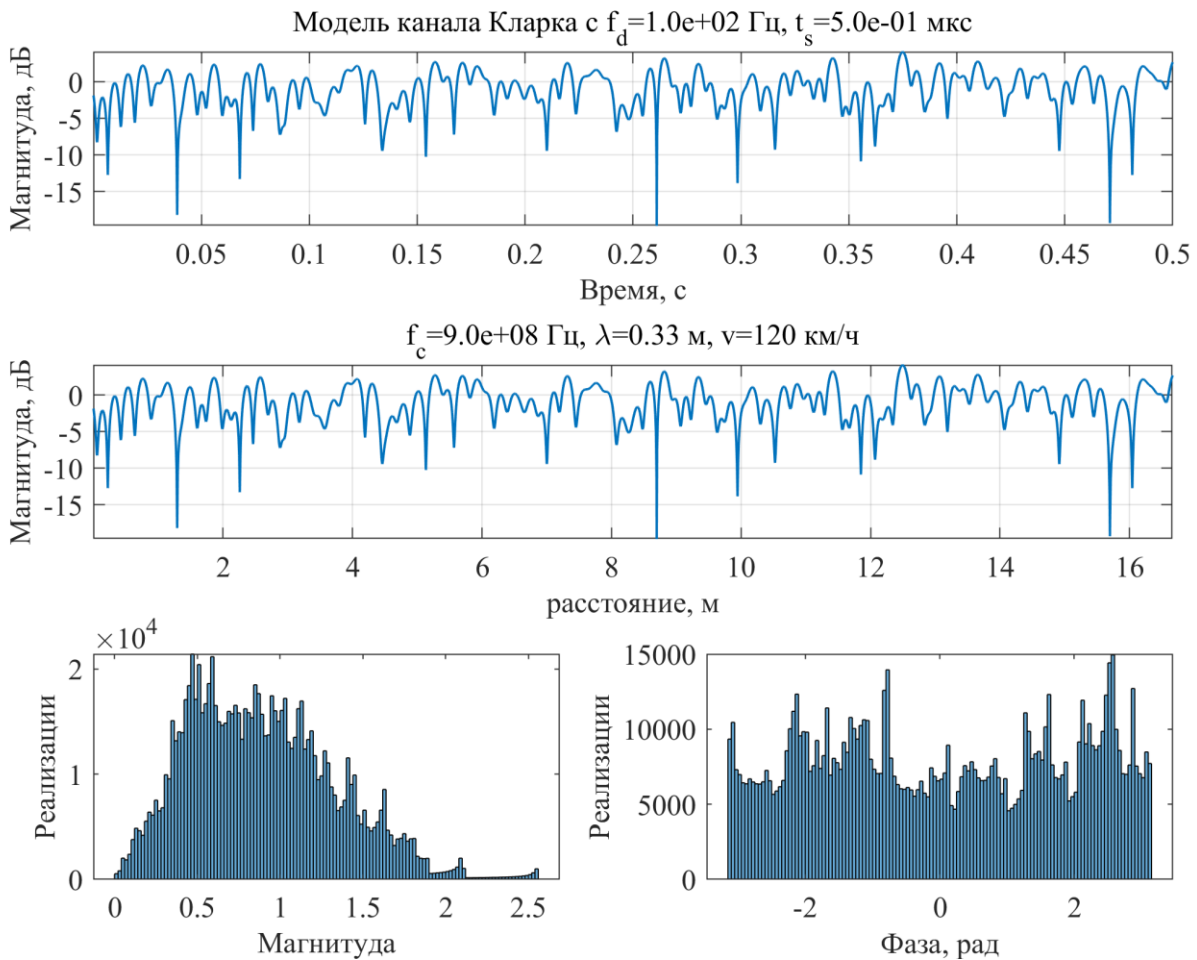 Модель канала Кларка с f_d=1.0e+02 Гц, t_s=5.0e-01 мкс
Магнитуда, дБ
0
-5
-10
-15
0.05 0.1 0.15 0.2 0.25 0.3 0.35 0.4 0.45 0.5
Время, с
f_c=9.0e+08 Гц, λ=0.33 м, v=120 км/ч
Магнитуда, дБ
0
-5
-10
-15
2 4 6 8 10 12 14 16
расстояние, м
×10^4
Реализации
2
1
0
0 0.5 1 1.5 2 2.5
Магнитуда
Реализации
15000
10000
5000
0
-2 0 2
Фаза, рад